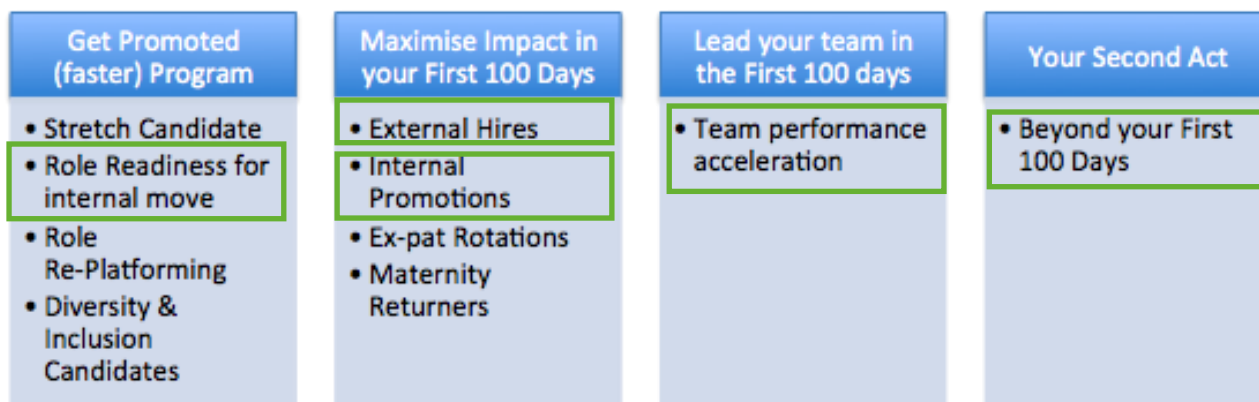 Get Promoted
(faster) Program
• Stretch Candidate
• Role Readiness for
internal move
• Role
Re-Platforming
• Diversity &
Inclusion
Candidates
Maximise Impact in
your First 100 Days
• External Hires
• Internal
Promotions
• Ex-pat Rotations
• Maternity
Returners
Lead your team in
the First 100 days
• Team performance
acceleration
Your Second Act
• Beyond your First
100 Days